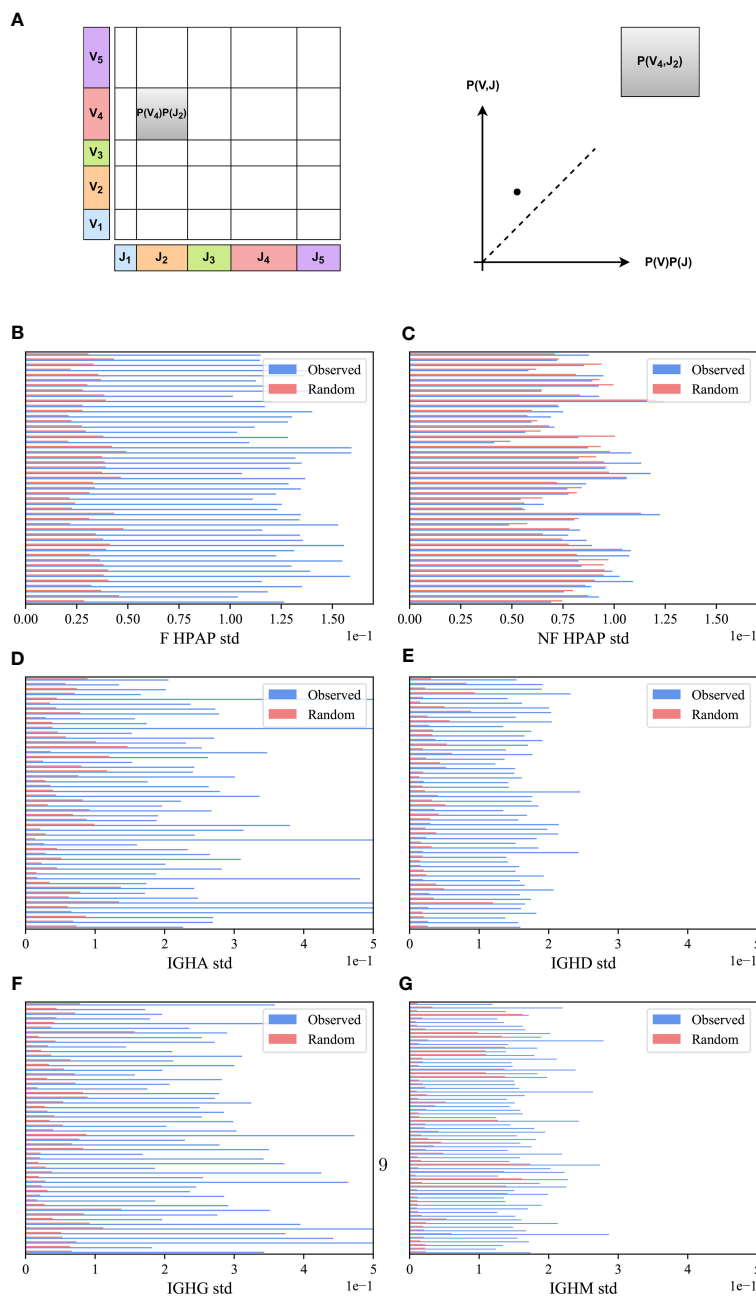 A
V5
V4
V3
V2
V1
P(V4)P(J2)
J1 J2 J3 J4 J5
P(V4,J2)
P(V,J)
P(V)P(J)
B
Observed
Random
0.00 0.25 0.50 0.75 1.00 1.25 1.50
1e−1
F HPAP std
C
Observed
Random
0.00 0.25 0.50 0.75 1.00 1.25 1.50
1e−1
NF HPAP std
D
Observed
Random
0 1 2 3 4 5
1e−1
IGHA std
E
Observed
Random
0 1 2 3 4 5
1e−1
IGHD std
F
Observed
Random
0 1 2 3 4 5
1e−1
IGHG std
9
G
Observed
Random
0 1 2 3 4 5
1e−1
IGHM std